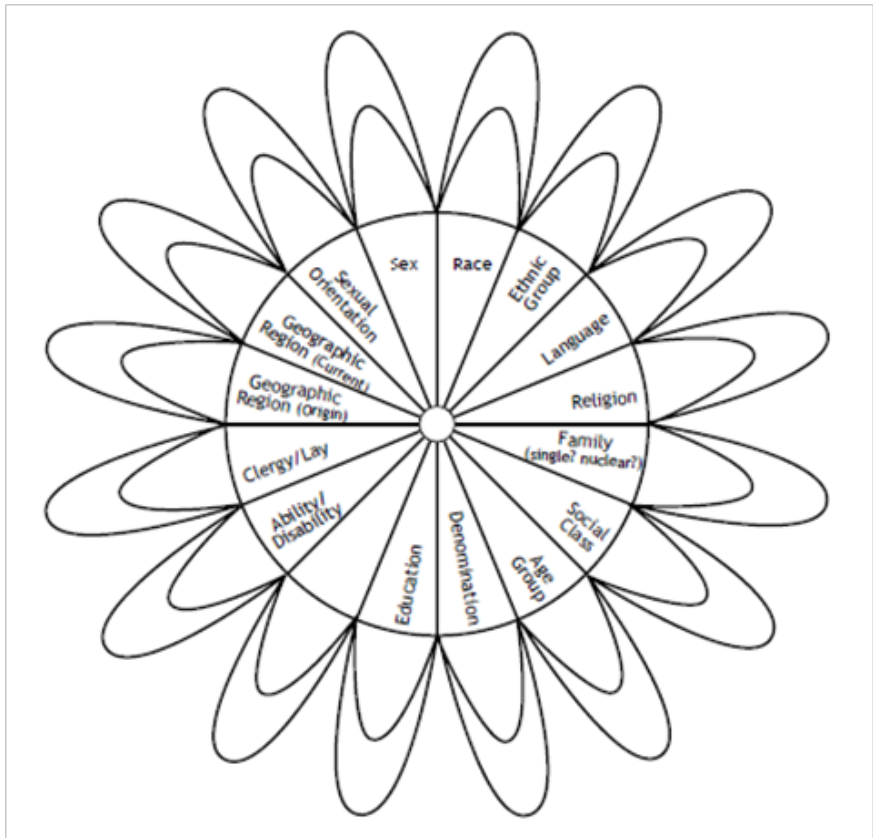 Sex
Race
Ethnic
Group
Language
Religion
Family
(single? nuclear?)
Social
Class
Age
Group
Denomination
Education
Ability/
Disability
Clergy/Lay
Geographic
Region (Origin)
Geographic
Region (Current)
Sexual
Orientation